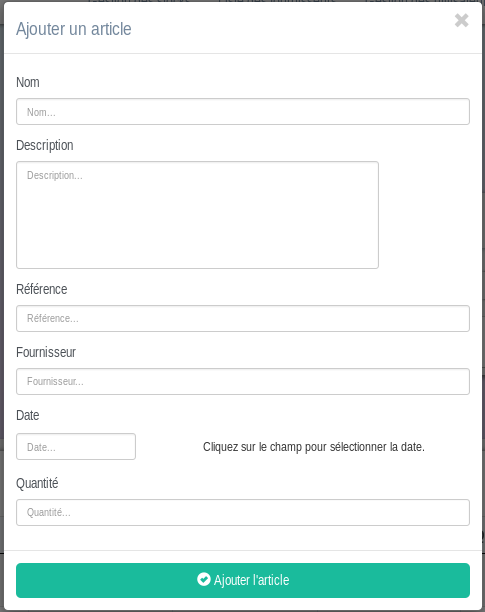 Ajouter un article
Nom
Nom...
Description
Description...
Référence
Référence...
Fournisseur
Fournisseur...
Date
Date...
Cliquez sur le champ pour sélectionner la date.
Quantité
Quantité...
Ajouter l'article